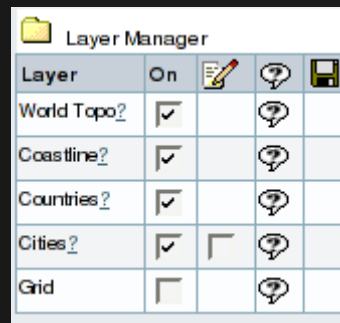 Layer Manager
Layer On
World Topo?
Coastline?
Countries?
Cities?
Grid